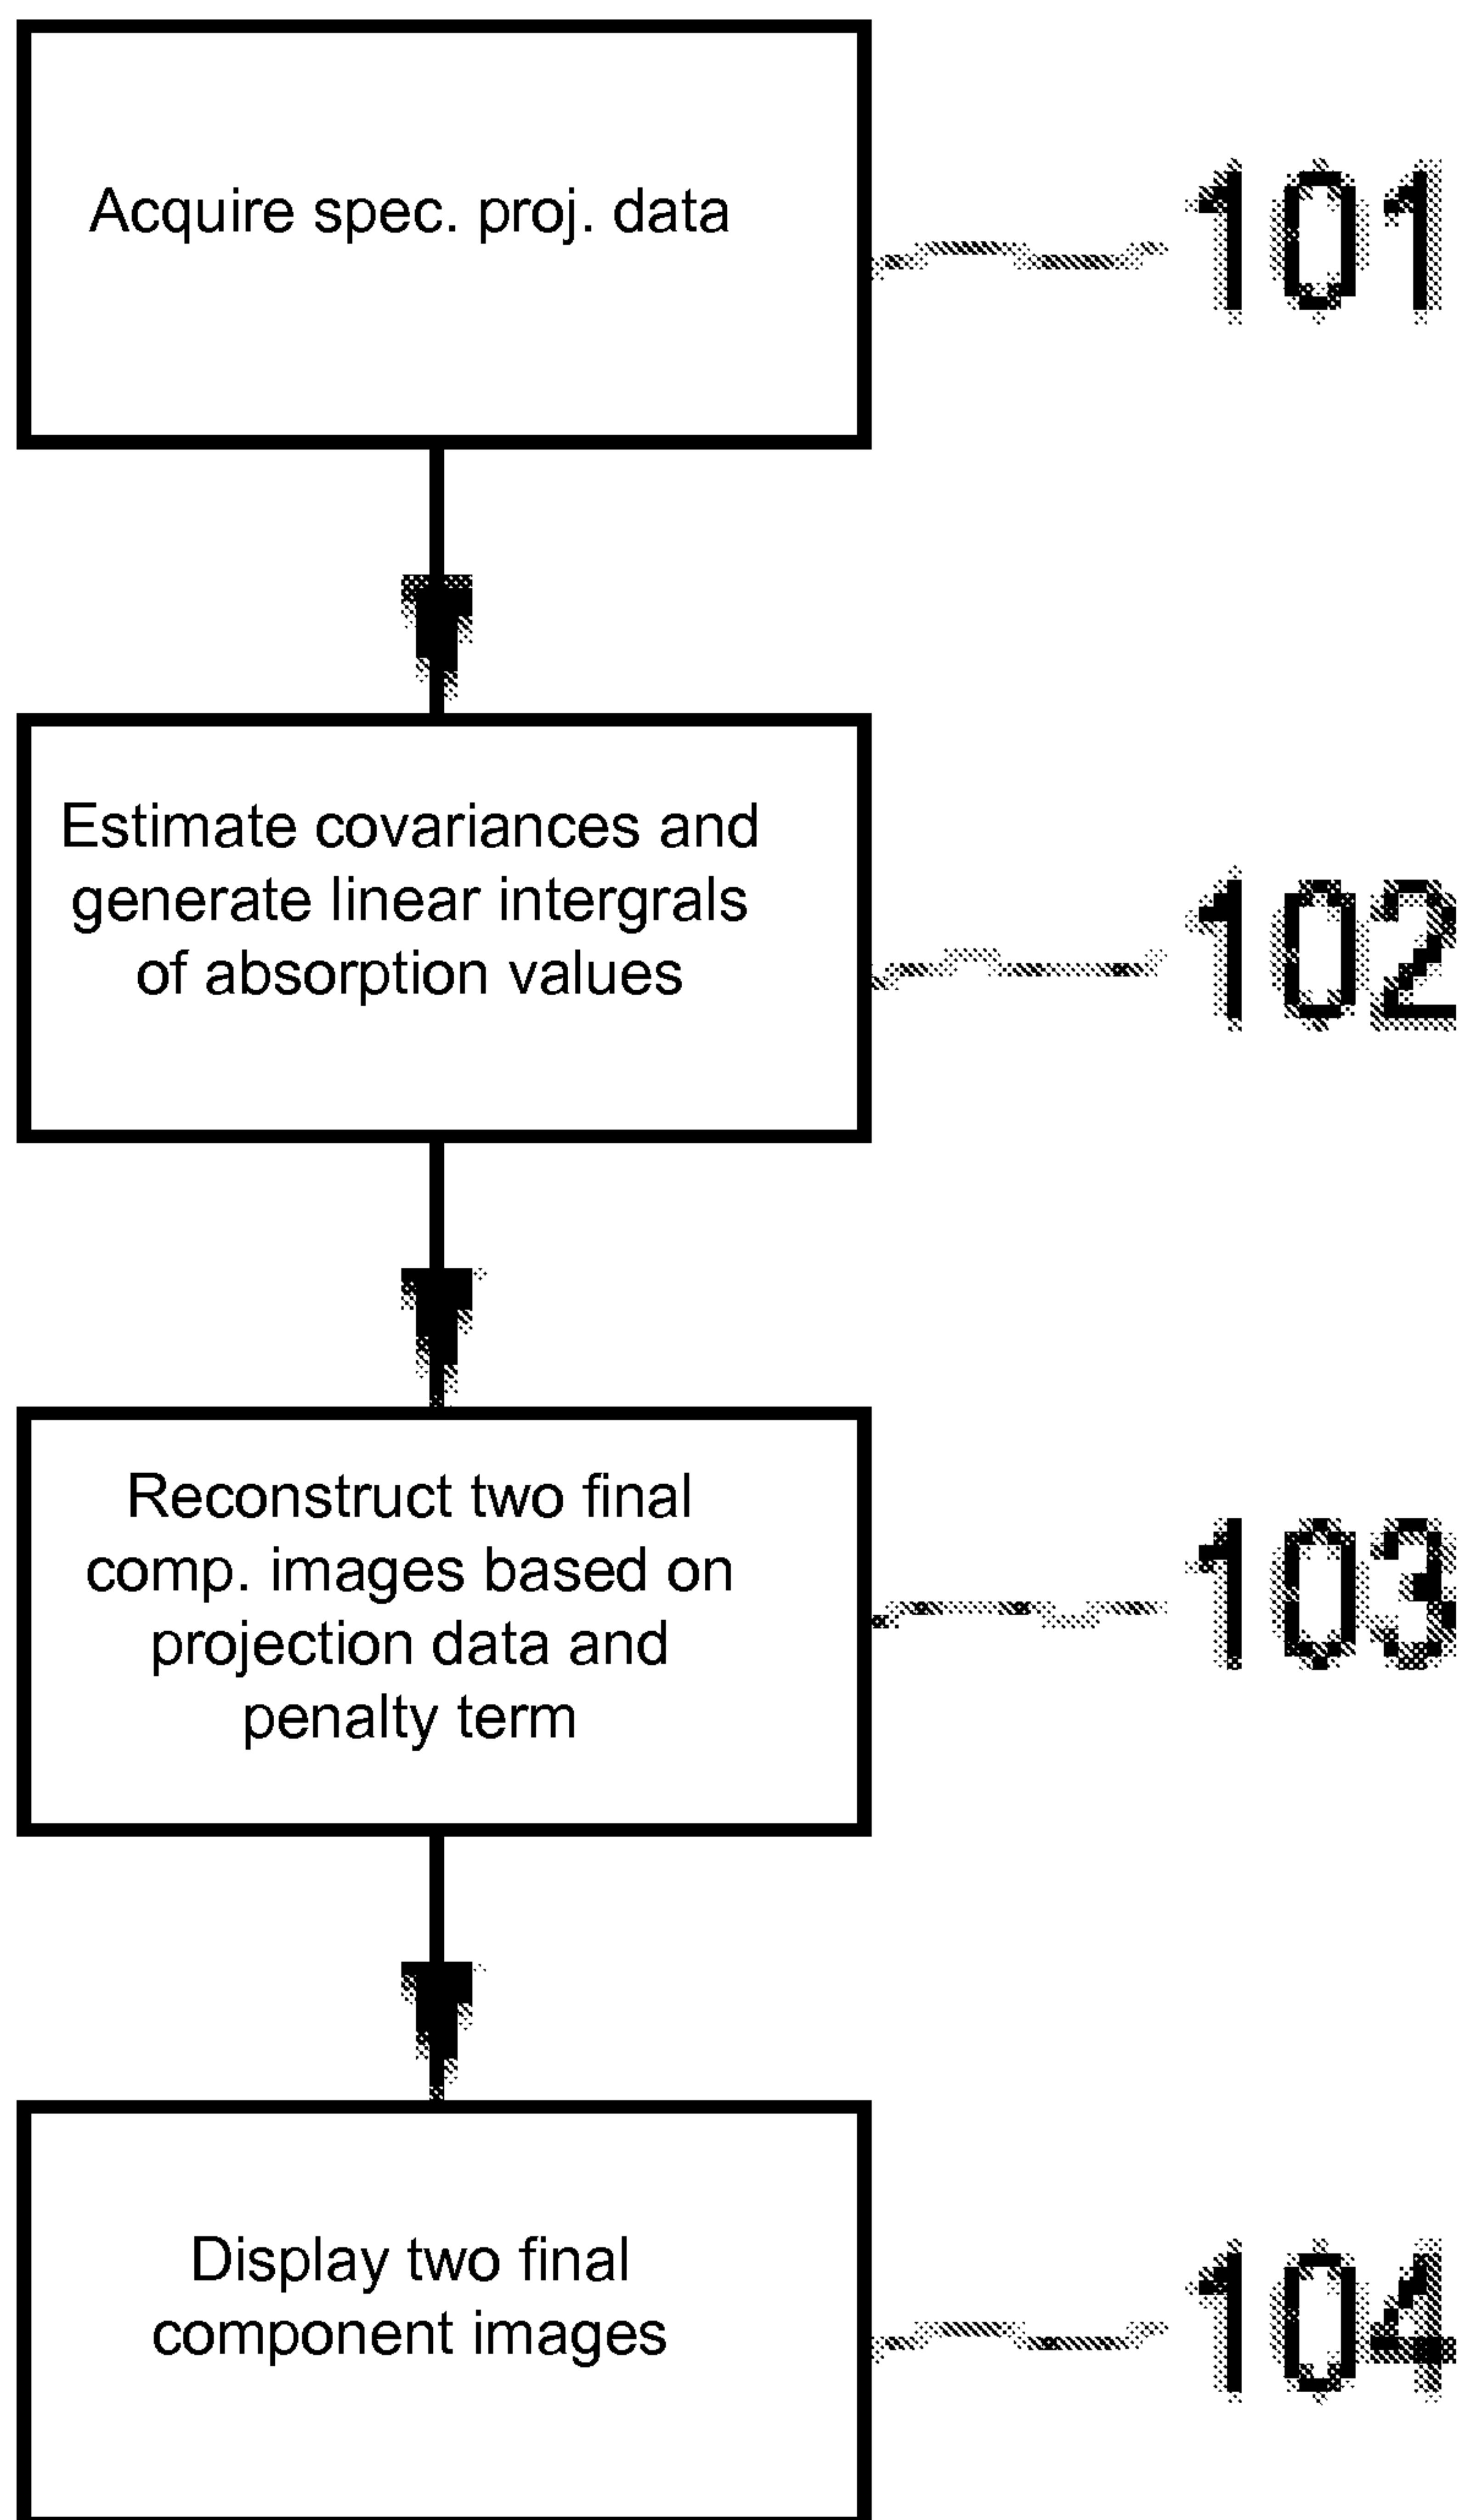 Acquire spec. proj. data
101
Estimate covariances and
generate linear intergrals
of absorption values
102
Reconstruct two final
comp. images based on
projection data and
penalty term
103
Display two final
component images
104